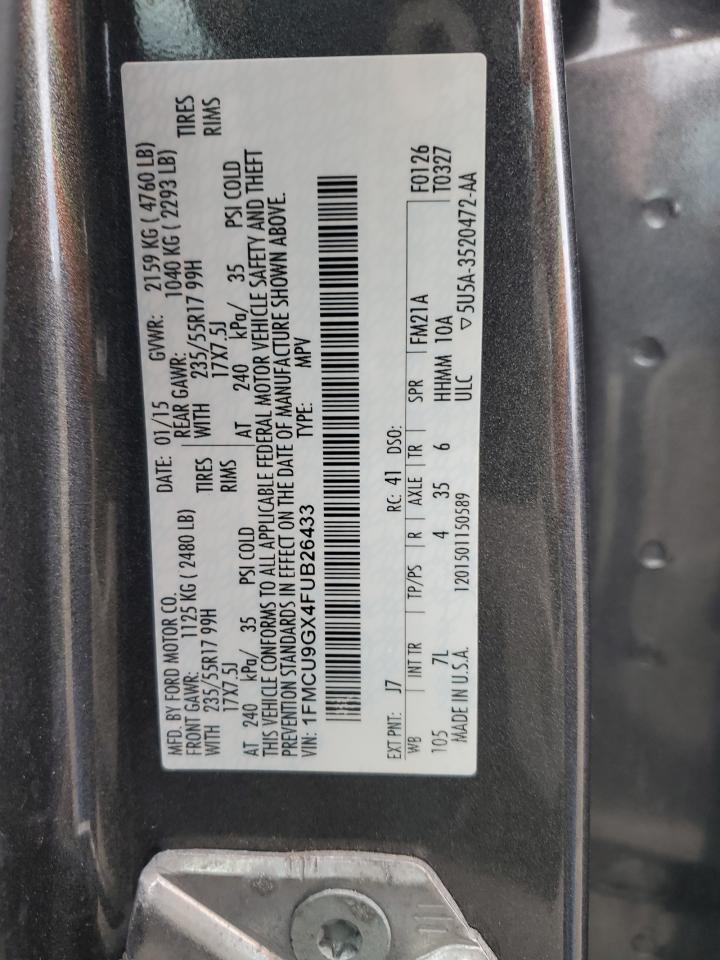 MFD. BY FORD MOTOR CO. DATE: 01/15 GVWR: 2159 KG ( 4760 LB)
FRONT GAWR: 1125 KG ( 2480 LB) REAR GAWR: 1040 KG ( 2293 LB)
WITH 235/55R17 99H TIRES WITH 235/55R17 99H TIRES
17X7.5J RIMS 17X7.5J RIMS
AT 240 kPa/ 35 PSI COLD AT 240 kPa/ 35 PSI COLD
THIS VEHICLE CONFORMS TO ALL APPLICABLE FEDERAL MOTOR VEHICLE SAFETY AND THEFT
PREVENTION STANDARDS IN EFFECT ON THE DATE OF MANUFACTURE SHOWN ABOVE.
VIN: 1FMCU9GX4FUB26433 TYPE: MPV
EXT PNT: J7 RC: 41 DSO: F0126
WB INT TR TP/PS R AXLE TR SPR FM21A T0327
105 7L 4 35 6 HHMM 10A
MADE IN U.S.A. 1201501150589 ULC ▽5U5A-3520472-AA